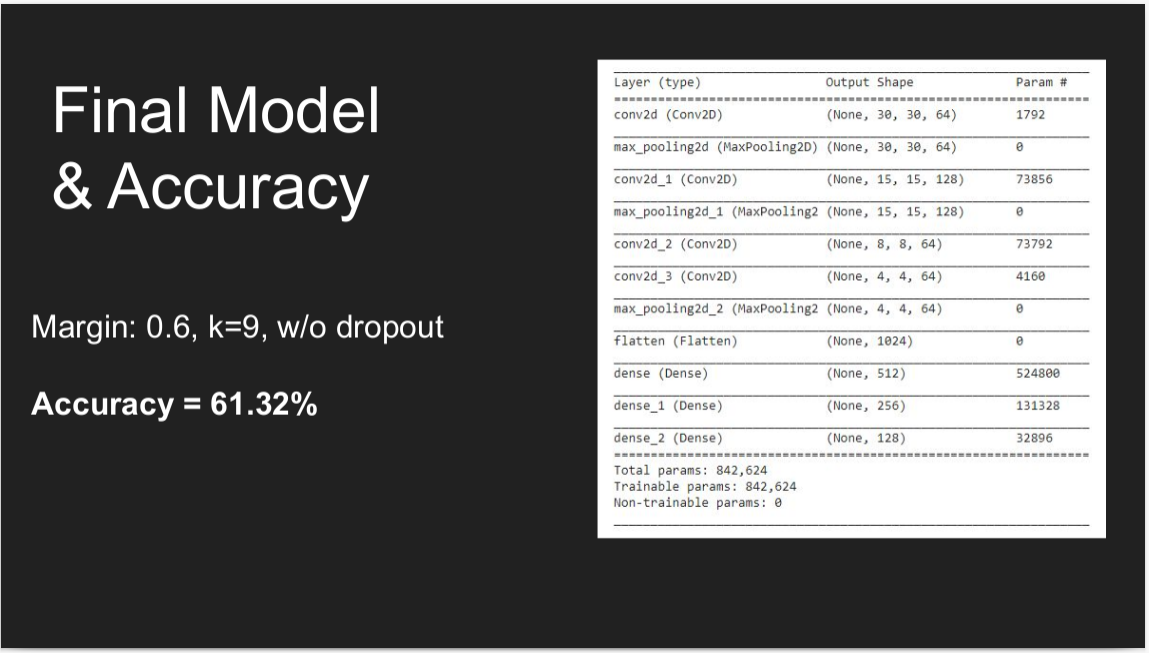 Final Model
& Accuracy
Margin: 0.6, k=9, w/o dropout
Accuracy = 61.32%
Layer (type) Output Shape Param #
conv2d (Conv2D) (None, 30, 30, 64) 1792
max_pooling2d (MaxPooling2D) (None, 30, 30, 64) 0
conv2d_1 (Conv2D) (None, 15, 15, 128) 73856
max_pooling2d_1 (MaxPooling2 (None, 15, 15, 128) 0
conv2d_2 (Conv2D) (None, 8, 8, 64) 73792
conv2d_3 (Conv2D) (None, 4, 4, 64) 4160
max_pooling2d_2 (MaxPooling2 (None, 4, 4, 64) 0
flatten (Flatten) (None, 1024) 0
dense (Dense) (None, 512) 524800
dense_1 (Dense) (None, 256) 131328
dense_2 (Dense) (None, 128) 32896
Total params: 842,624
Trainable params: 842,624
Non-trainable params: 0